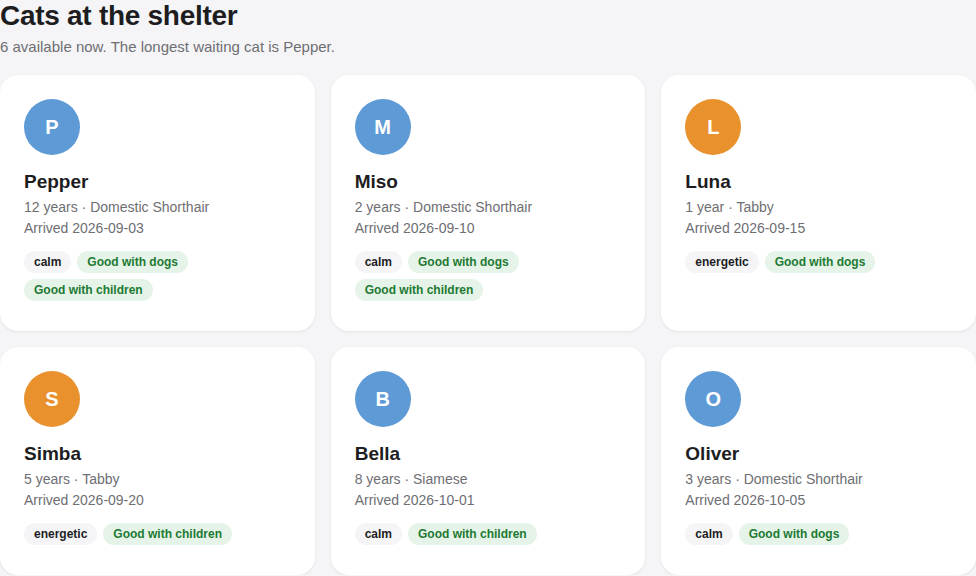 Cats at the shelter
6 available now. The longest waiting cat is Pepper.
P
Pepper
12 years · Domestic Shorthair
Arrived 2026-09-03
calm Good with dogs
Good with children
M
Miso
2 years · Domestic Shorthair
Arrived 2026-09-10
calm Good with dogs
Good with children
L
Luna
1 year · Tabby
Arrived 2026-09-15
energetic Good with dogs
S
Simba
5 years · Tabby
Arrived 2026-09-20
energetic Good with children
B
Bella
8 years · Siamese
Arrived 2026-10-01
calm Good with children
O
Oliver
3 years · Domestic Shorthair
Arrived 2026-10-05
calm Good with dogs